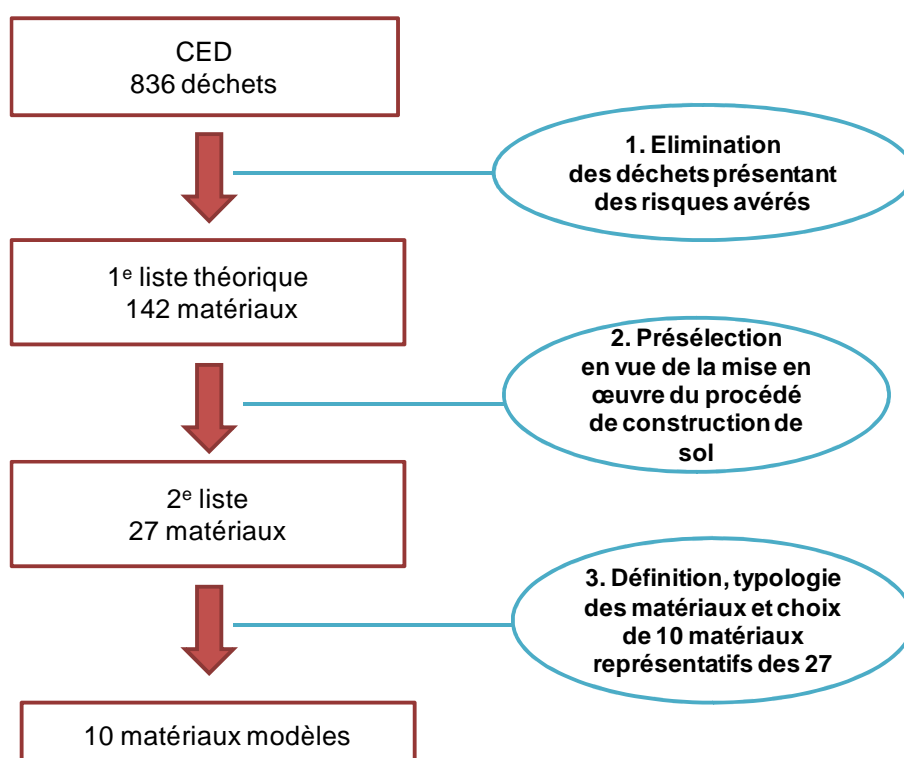 CED
836 déchets
1. Elimination
des déchets présentant
des risques avérés
1e liste théorique
142 matériaux
2. Présélection
en vue de la mise en
œuvre du procédé
de construction de
sol
2e liste
27 matériaux
3. Définition, typologie
des matériaux et choix
de 10 matériaux
représentatifs des 27
10 matériaux modèles